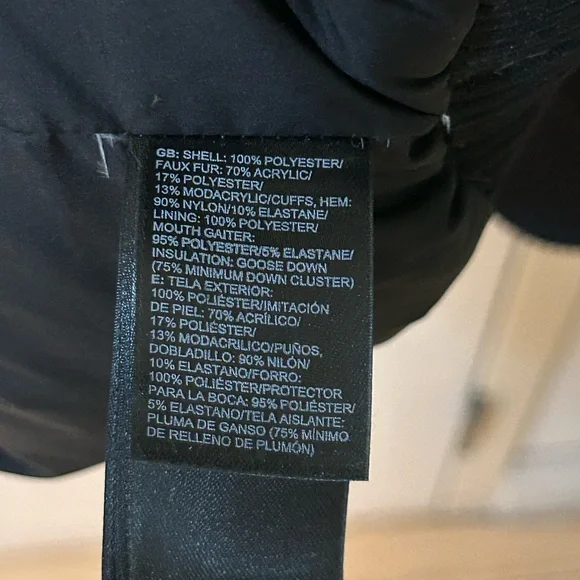 GB: SHELL: 100% POLYESTER/
FAUX FUR: 70% ACRYLIC/
17% POLYESTER/
13% MODACRYLIC/CUFFS, HEM:
90% NYLON/10% ELASTANE/
LINING: 100% POLYESTER/
MOUTH GAITER:
95% POLYESTER/5% ELASTANE/
INSULATION: GOOSE DOWN
(75% MINIMUM DOWN CLUSTER)
E: TELA EXTERIOR:
100% POLIÉSTER/IMITACIÓN
DE PIEL: 70% ACRÍLICO/
17% POLIÉSTER/
13% MODACRILICO/PUÑOS,
DOBLADILLO: 90% NILÓN/
10% ELASTANO/FORRO:
100% POLIÉSTER/PROTECTOR
PARA LA BOCA: 95% POLIÉSTER/
5% ELASTANO/TELA AISLANTE:
PLUMA DE GANSO (75% MÍNIMO
DE RELLENO DE PLUMÓN)